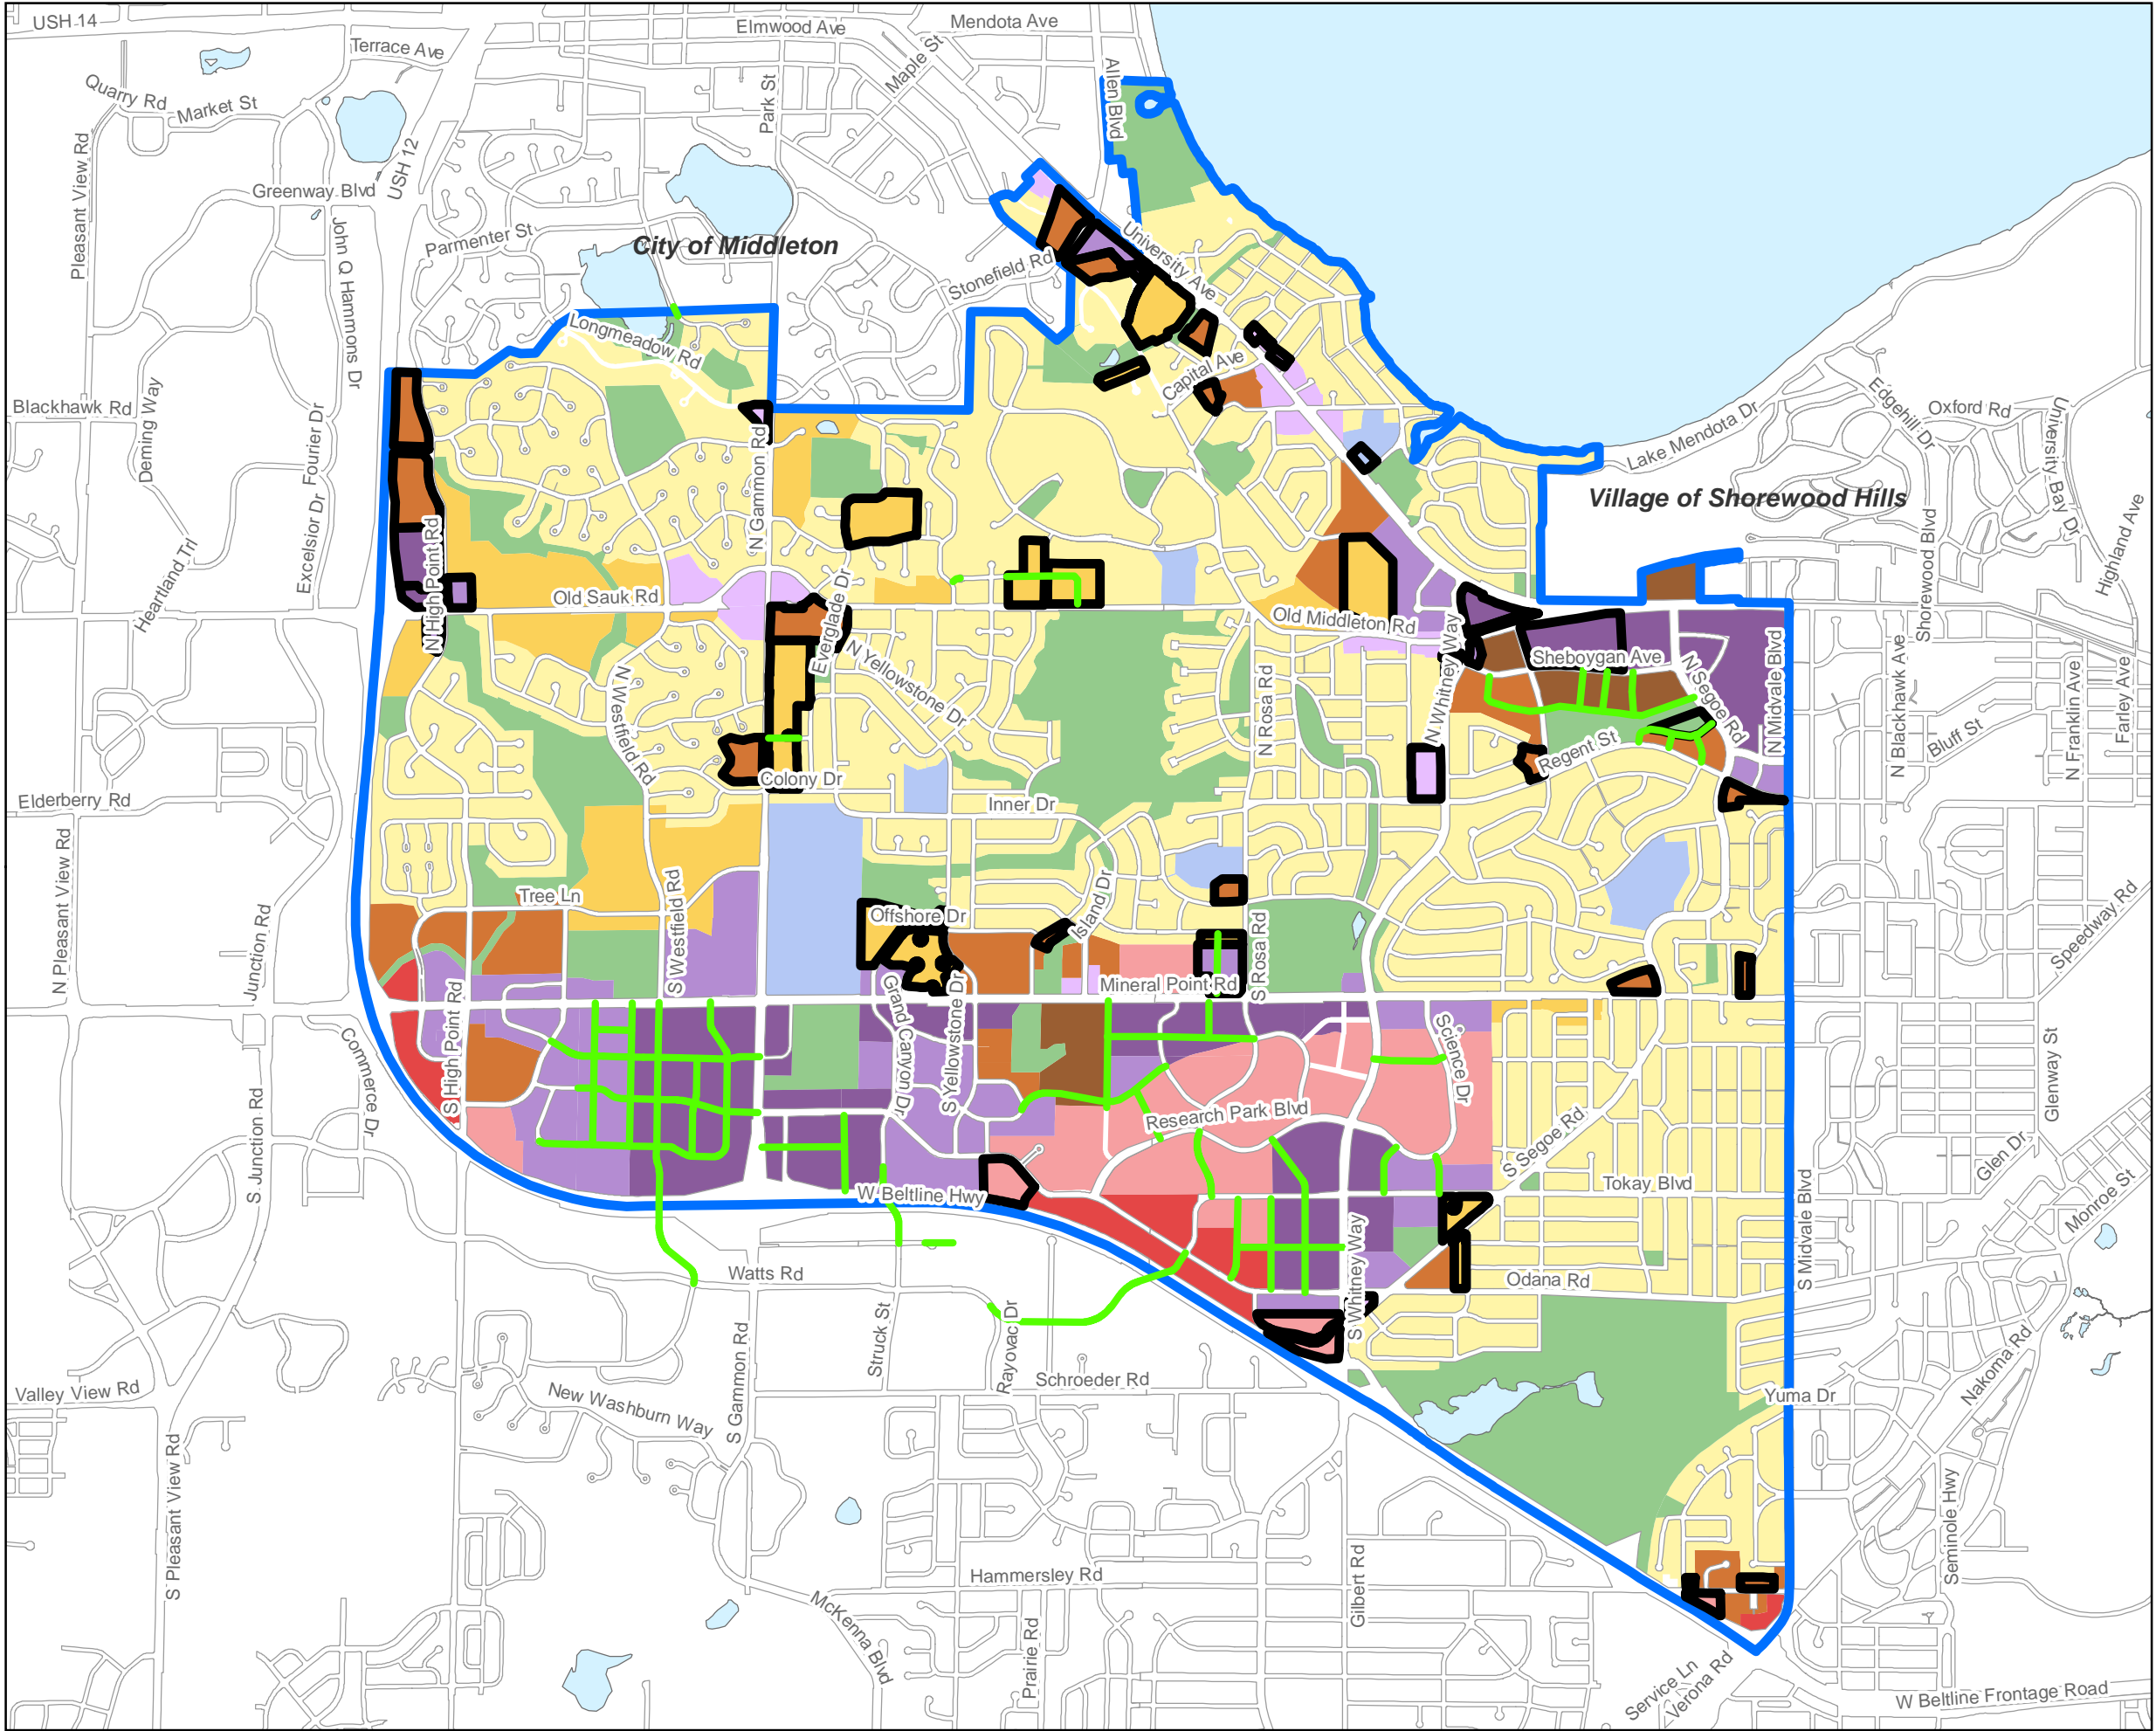 USH 14
Elmwood Ave
Mendota Ave
Terrace Ave
Maple St
Allen Blvd
Quarry Rd
Market St
Park St
USH 12
Pleasant View Rd
Greenway Blvd
John Q Hammons Dr
Parmenter St
City of Middleton
University Ave
Stonefield Rd
Longmeadow Rd
Capital Ave
Blackhawk Rd
Deming Way
Fourier Dr
Excelsior Dr
N Gammon Rd
Lake Mendota Dr
Edgehill Dr
Oxford Rd
University Bay Dr
Highland Ave
Village of Shorewood Hills
Shorewood Blvd
Heartland Trl
N High Point Rd
Old Sauk Rd
Everglade Dr
Old Middleton Rd
N Yellowstone Dr
N Westfield Rd
N Rosa Rd
N Whitney Way
Sheboygan Ave
N Segoe Rd
N Midvale Blvd
N Blackhawk Ave
N Franklin Ave
Farley Ave
Bluff St
Regent St
Colony Dr
Elderberry Rd
Inner Dr
N Pleasant View Rd
Junction Rd
Tree Ln
S Westfield Rd
Offshore Dr
Island Dr
S Rosa Rd
Speedway Rd
Mineral Point Rd
S High Point Rd
Grand Canyon Dr
S Yellowstone Dr
Science Dr
Commerce Dr
S Junction Rd
Research Park Blvd
S Segoe Rd
Glenway St
Glen Dr
Monroe St
Tokay Blvd
W Beltline Hwy
S Whitney Way
S Midvale Blvd
Watts Rd
Odana Rd
Struck St
Rayovac Dr
S Gammon Rd
Schroeder Rd
Nakoma Rd
Yuma Dr
Valley View Rd
New Washburn Way
S Pleasant View Rd
Seminole Hwy
Hammersley Rd
Gilbert Rd
McKenna Blvd
Prairie Rd
Service Ln
Verona Rd
W Beltline Frontage Road